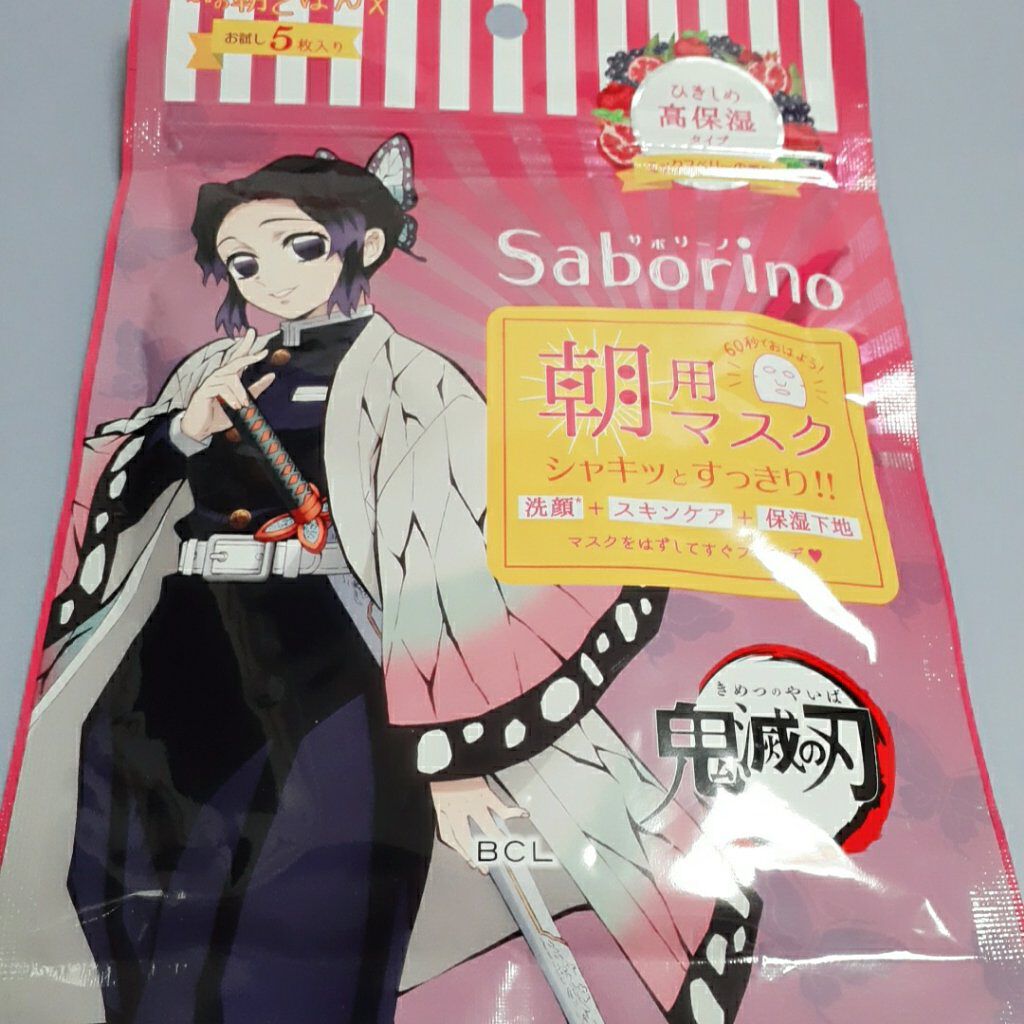 お試し5枚入り
ひきしめ
高保湿
タイプ
サボリーノ
Saborino
60秒でおはよう!
朝用マスク
シャキッとすっきり!!
洗顔*+スキンケア+保湿下地
マスクをはずしてすぐ
きめつのやいば
鬼滅の刃
BCL